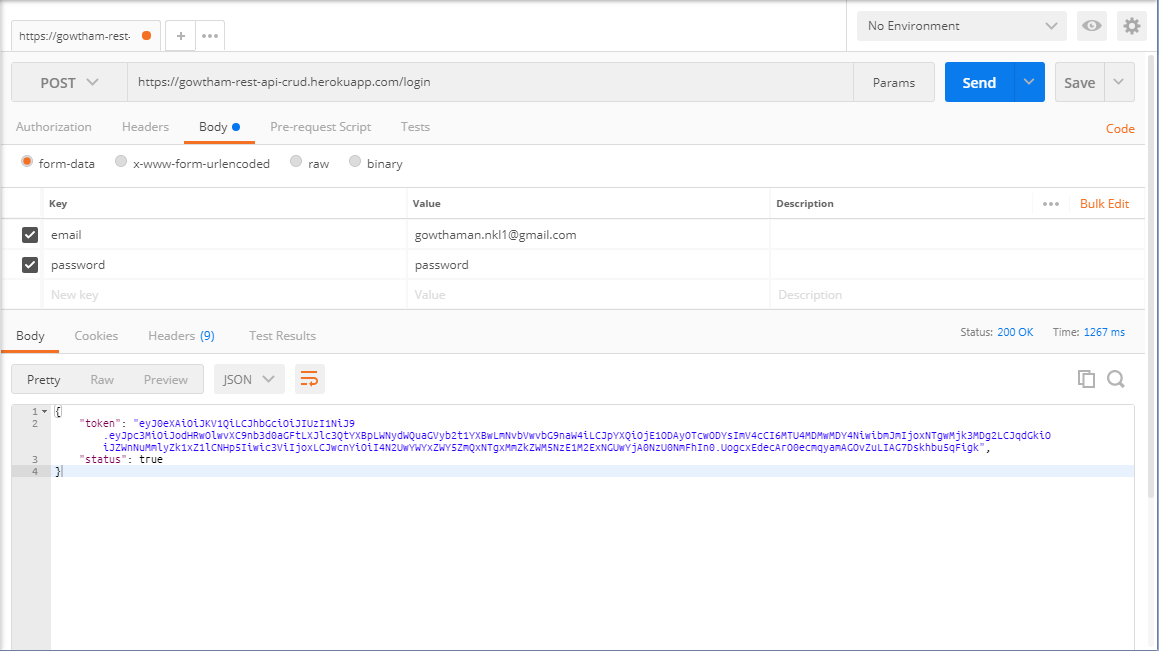 https://gowtham-rest-
No Environment
POST https://gowtham-rest-api-crud.herokuapp.com/login Params Send Save
Authorization Headers Body Pre-request Script Tests Code
form-data x-www-form-urlencoded raw binary
Key Value Description Bulk Edit
email gowthaman.nkl1@gmail.com
password password
New key Value Description
Body Cookies Headers (9) Test Results Status: 200 OK Time: 1267 ms
Pretty Raw Preview JSON
1 {
2 "token": "eyJ0eXAiOiJKV1QiLCJhbGciOiJIUzI1NiJ9
3 "status": true
4 }